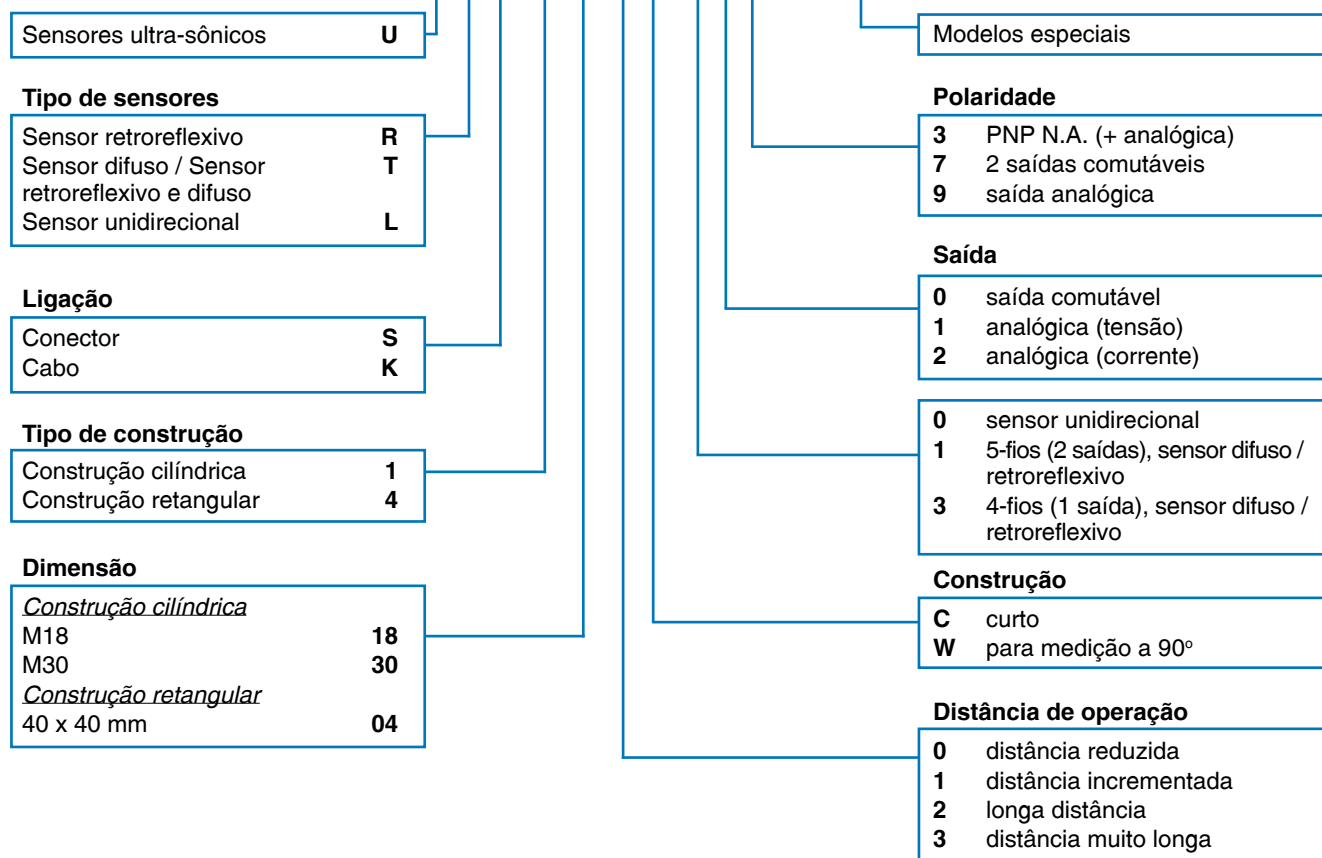 Sensores ultra-sônicos U
Tipo de sensores
Sensor retroreflexivo R
Sensor difuso / Sensor T
retroreflexivo e difuso
Sensor unidirecional L
Ligação
Conector S
Cabo K
Tipo de construção
Construção cilíndrica 1
Construção retangular 4
Dimensão
Construção cilíndrica
M18 18
M30 30
Construção retangular
40 x 40 mm 04
Modelos especiais
Polaridade
3 PNP N.A. (+ analógica)
7 2 saídas comutáveis
9 saída analógica
Saída
0 saída comutável
1 analógica (tensão)
2 analógica (corrente)
0 sensor unidirecional
1 5-fios (2 saídas), sensor difuso /
retroreflexivo
3 4-fios (1 saída), sensor difuso /
retroreflexivo
Construção
C curto
W para medição a 90º
Distância de operação
0 distância reduzida
1 distância incrementada
2 longa distância
3 distância muito longa